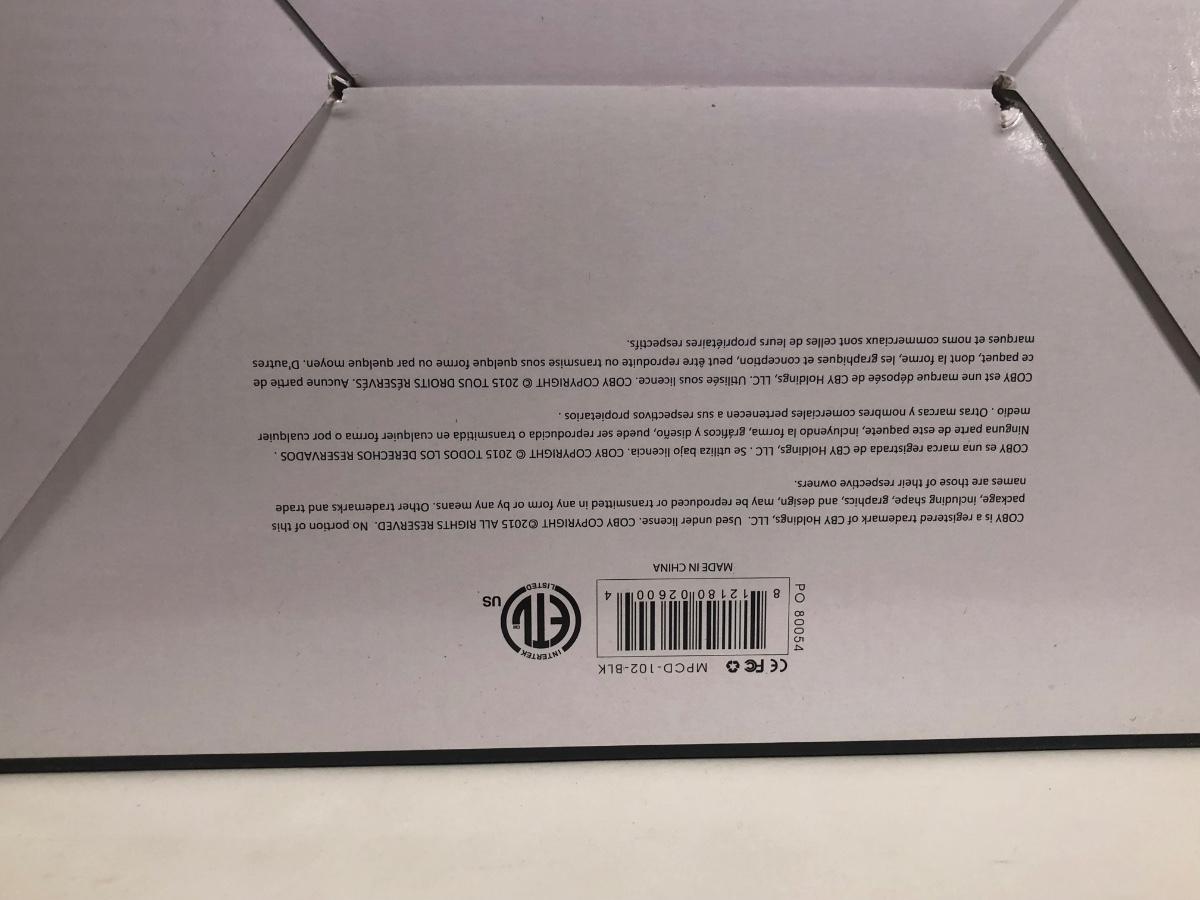 CE FC MPCD-102-BLK
PO 80054
8 12180 02600 4
MADE IN CHINA
INTERTEK
ETL CM
LISTED
US
COBY is a registered trademark of CBY Holdings, LLC. Used under license. COBY COPYRIGHT ©2015 ALL RIGHTS RESERVED. No portion of this
package, including shape, graphics, and design, may be reproduced or transmitted in any form or by any means. Other trademarks and trade
names are those of their respective owners.
COBY es una marca registrada de CBY Holdings, LLC . Se utiliza bajo licencia. COBY COPYRIGHT © 2015 TODOS LOS DERECHOS RESERVADOS .
Ninguna parte de este paquete, incluyendo la forma, gráficos y diseño, puede ser reproducida o transmitida en cualquier forma o por cualquier
medio . Otras marcas y nombres comerciales pertenecen a sus respectivos propietarios .
COBY est une marque déposée de CBY Holdings, LLC. Utilisée sous licence. COBY COPYRIGHT © 2015 TOUS DROITS RÉSERVÉS. Aucune partie de
ce paquet, dont la forme, les graphiques et conception, peut être reproduite ou transmise sous quelque forme ou par quelque moyen. D'autres
marques et noms commerciaux sont celles de leurs propriétaires respectifs.